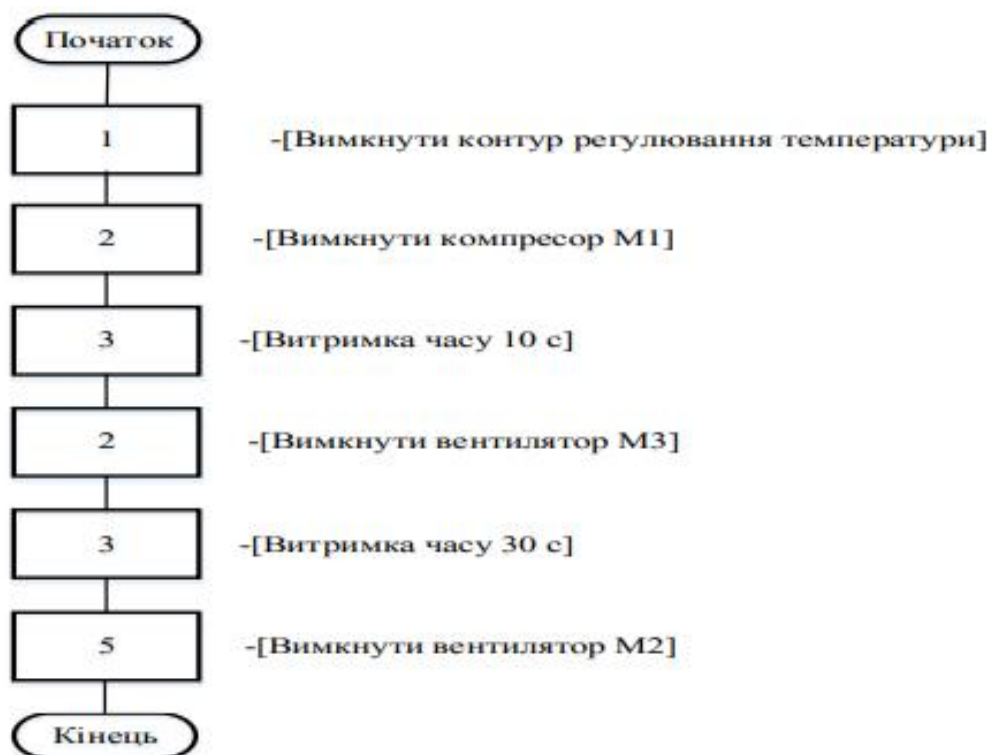 Початок
1 -[Вимкнути контур регулювання температури]
2 -[Вимкнути компресор М1]
3 -[Витримка часу 10 с]
2 -[Вимкнути вентилятор М3]
3 -[Витримка часу 30 с]
5 -[Вимкнути вентилятор М2]
Кінець